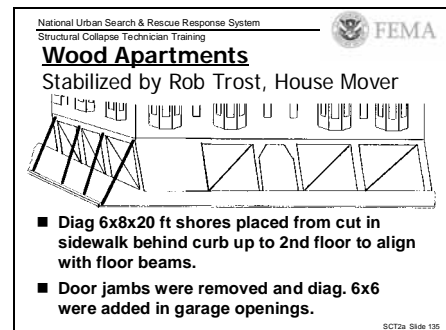 National Urban Search & Rescue Response System
Structural Collapse Technician Training
FEMA
Wood Apartments
Stabilized by Rob Trost, House Mover
■ Diag 6x8x20 ft shores placed from cut in
sidewalk behind curb up to 2nd floor to align
with floor beams.
■ Door jambs were removed and diag. 6x6
were added in garage openings.
SCT2a Slide 135